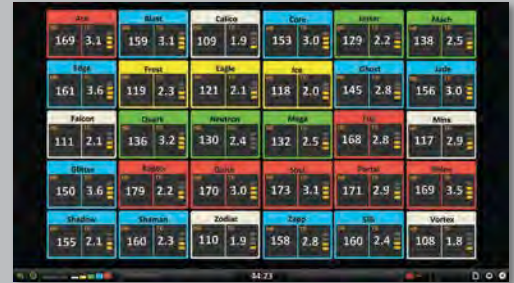 Ace Blast Calico Core Joker Mach
169 3.1 159 3.1 109 1.9 153 3.0 129 2.2 138 2.5
Edge Frost Eagle Ice Ghost Jade
161 3.6 119 2.3 121 2.1 118 2.0 145 2.8 156 3.0
Falcon Quark Neutron Mega Mins
111 2.1 136 3.2 130 2.4 132 2.5 168 2.8 117 2.9
Glitter Portal
150 3.6 179 2.2 170 3.0 173 3.1 171 2.9 169 3.5
Shadow Shaman Zodiac Zapp Silk Vortex
155 2.1 160 2.3 110 1.9 158 2.8 160 2.4 108 1.8
34:23